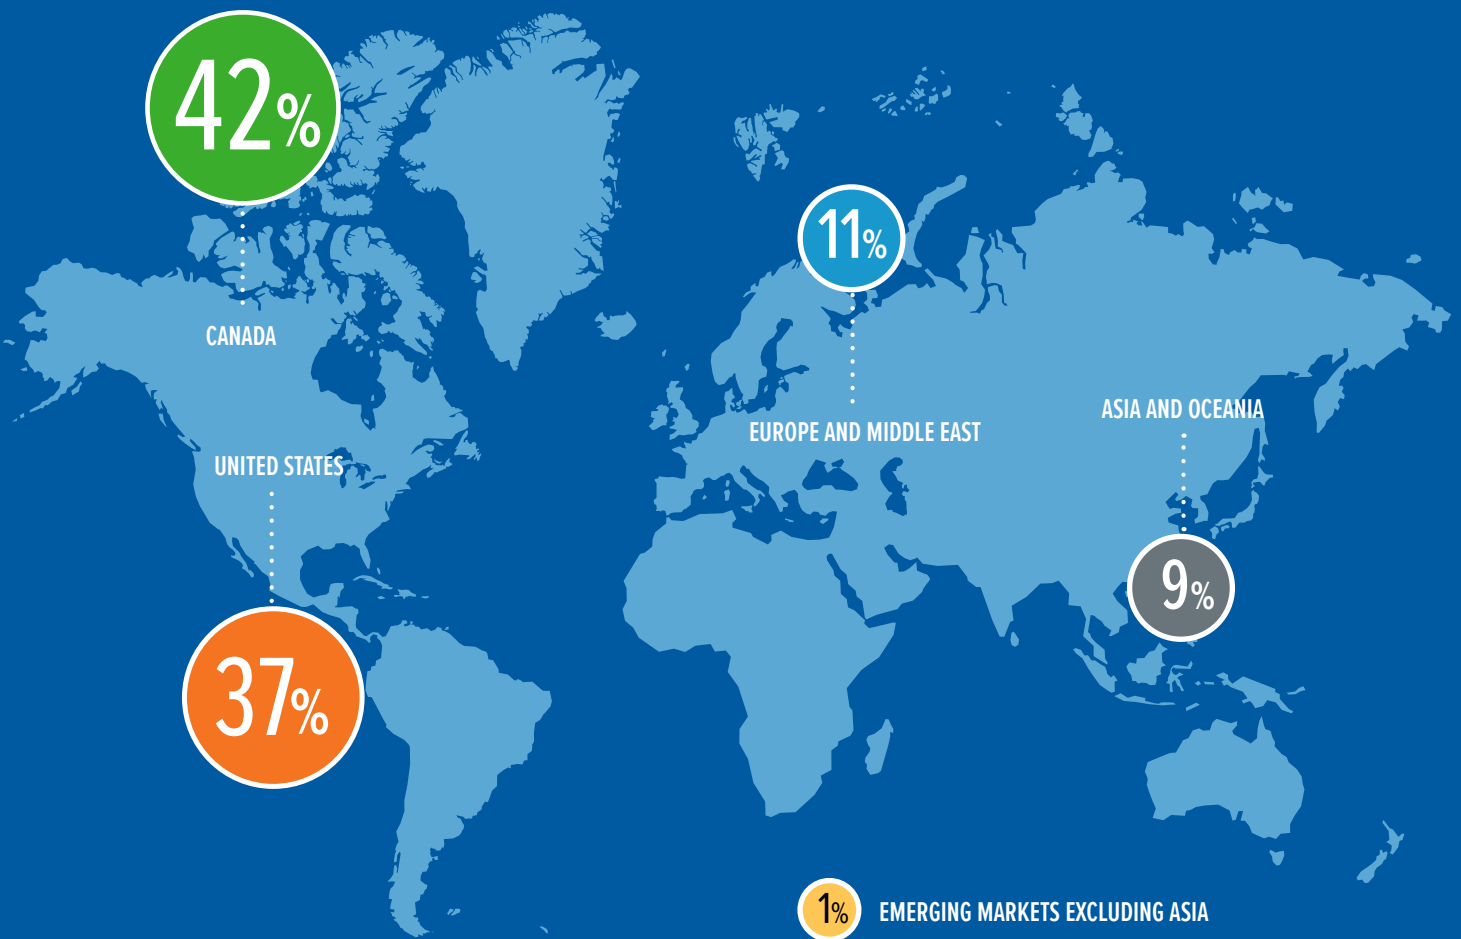 42%
CANADA
11%
EUROPE AND MIDDLE EAST
ASIA AND OCEANIA
9%
UNITED STATES
37%
1% EMERGING MARKETS EXCLUDING ASIA